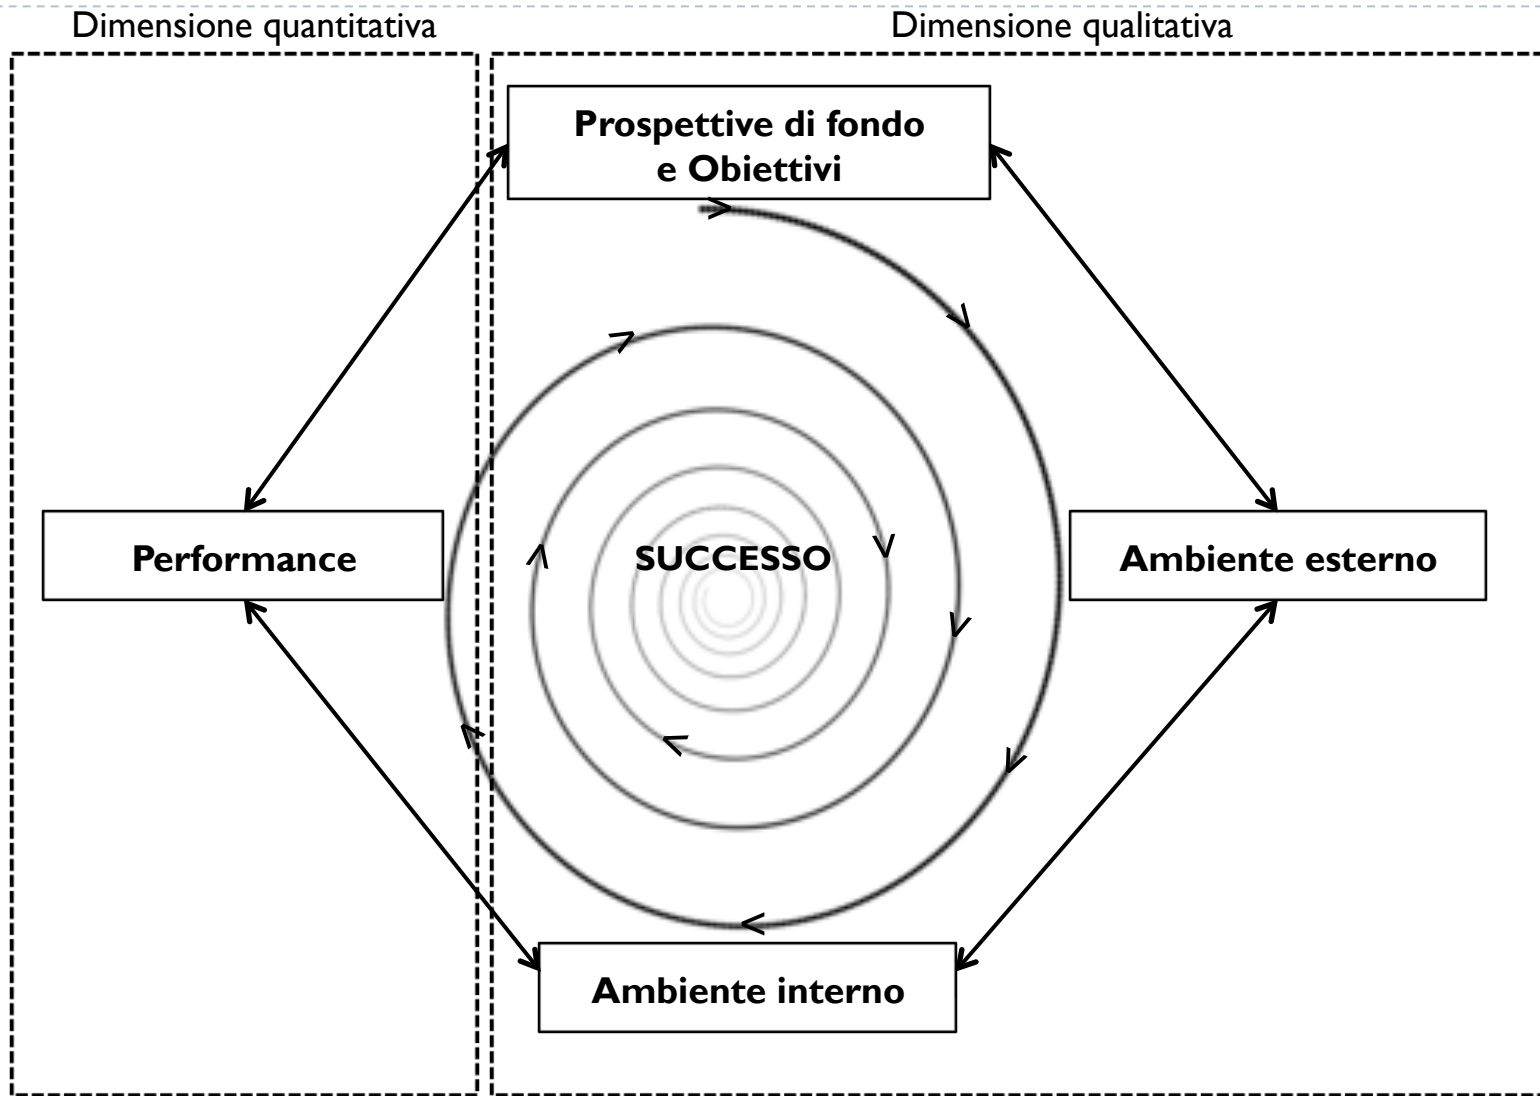 Dimensione quantitativa
Dimensione qualitativa
Prospettive di fondo
e Obiettivi
Performance
SUCCESSO
Ambiente esterno
Ambiente interno